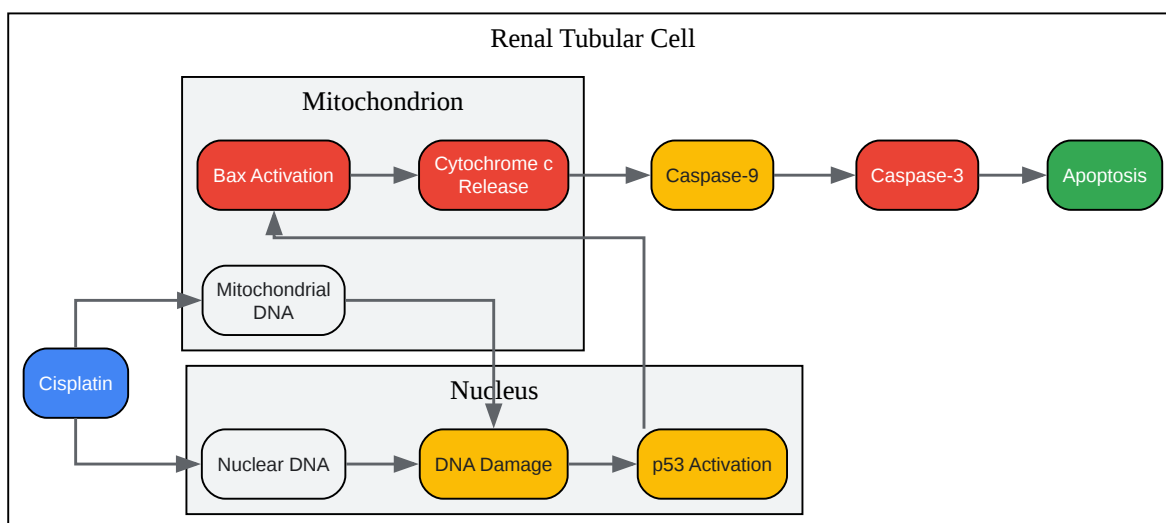 Renal Tubular Cell
Mitochondrion
Bax Activation
Cytochrome c
Release
Caspase-9
Caspase-3
Apoptosis
Mitochondrial
DNA
Cisplatin
Nucleus
Nuclear DNA
DNA Damage
p53 Activation